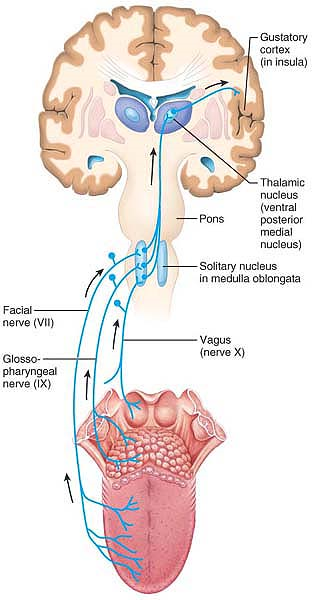 Gustatory
cortex
(in insula)
Thalamic
nucleus
(ventral
posterior
medial
nucleus)
Pons
Solitary nucleus
in medulla oblongata
Facial
nerve (VII)
Vagus
(nerve X)
Glosso-
pharyngeal
nerve (IX)